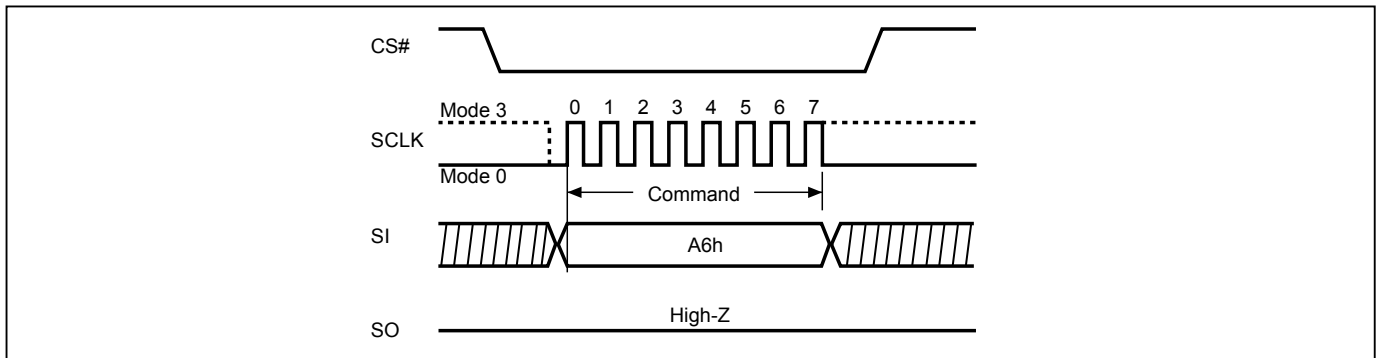 CS#
Mode 3
0 1 2 3 4 5 6 7
SCLK
Mode 0
Command
SI
A6h
High-Z
SO